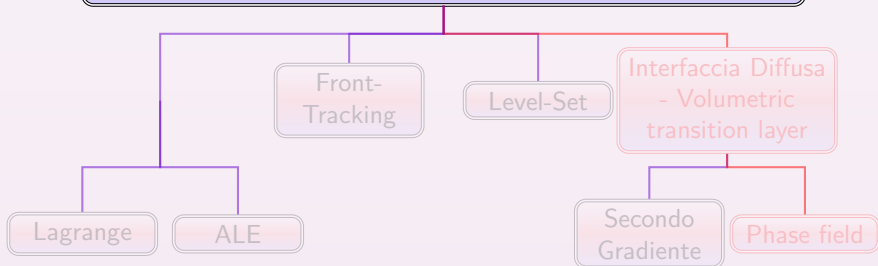 Front-
Tracking
Level-Set
Interfaccia Diffusa
- Volumetric
transition layer
Lagrange
ALE
Secondo
Gradiente
Phase field